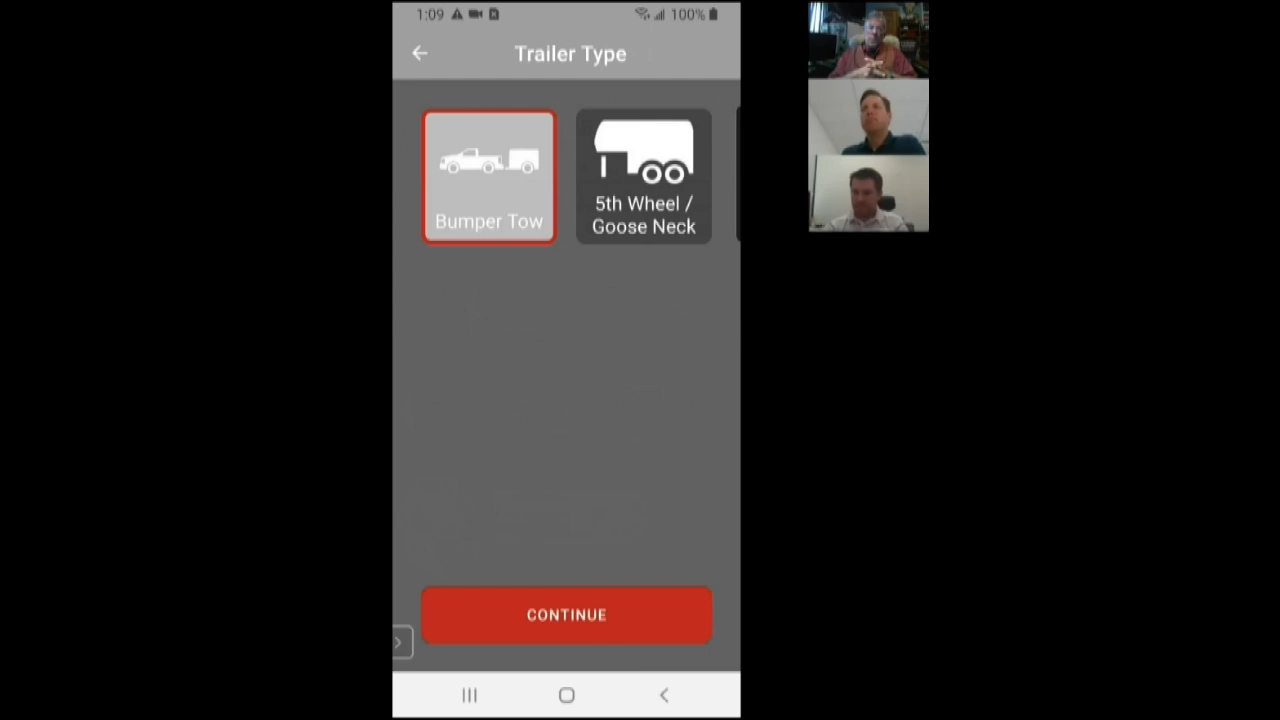 1:09
100%
Trailer Type
Bumper Tow
5th Wheel /
Goose Neck
CONTINUE